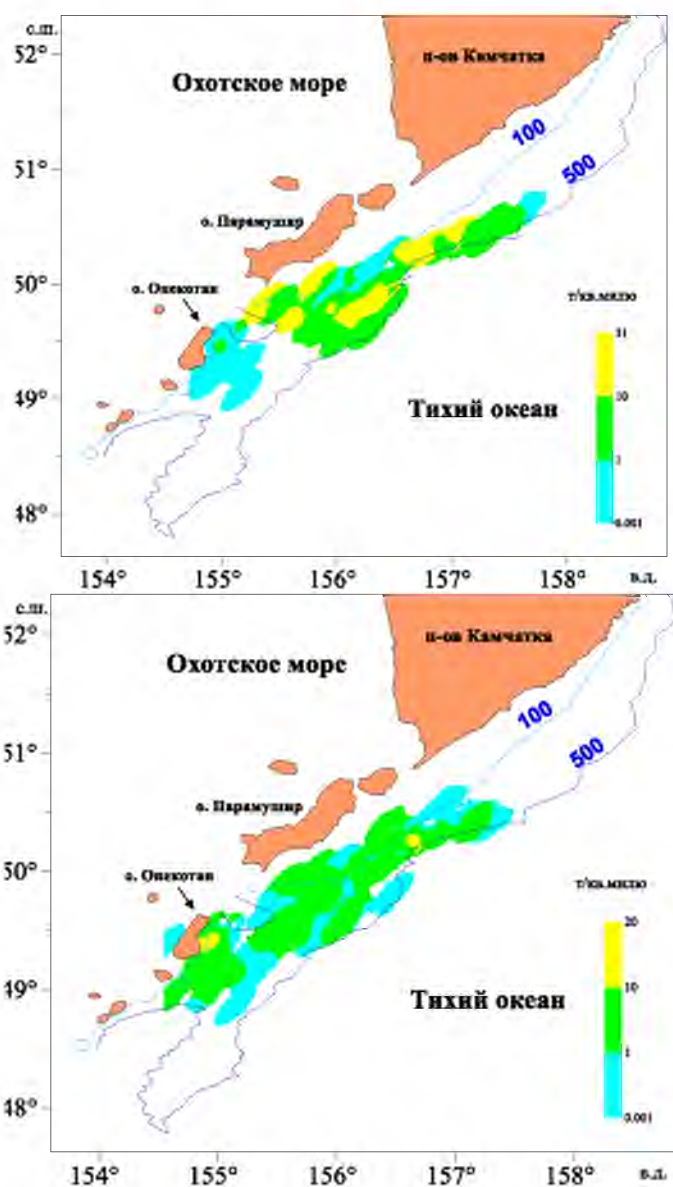 с.ш.
52°
п-ов Камчатка
Охотское море
100
51°
500
о. Парамушир
50°
о. Онекотан
т/кв.милю
31
49°
10
Тихий океан
1
48°
0.001
154° 155° 156° 157° 158° в.д.
с.ш.
52°
п-ов Камчатка
Охотское море
100
51°
500
о. Парамушир
50°
о. Онекотан
т/кв.милю
20
49°
10
Тихий океан
1
48°
0.001
154° 155° 156° 157° 158° в.д.